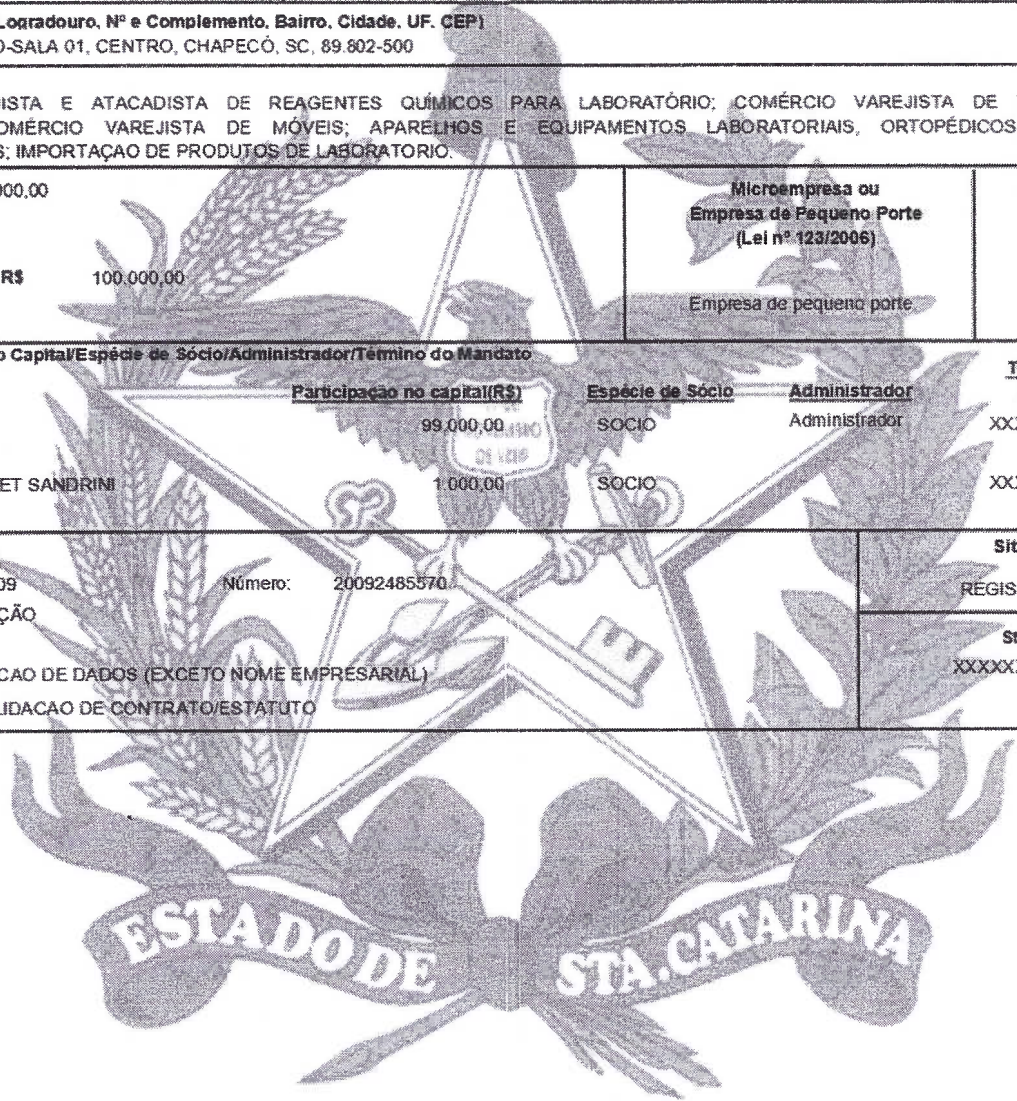 Logradouro, Nº e Complemento, Bairro, Cidade, UF, CEP)
O-SALA 01, CENTRO, CHAPECÓ, SC, 89.802-500
ISTA E ATACADISTA DE REAGENTES QUÍMICOS PARA LABORATÓRIO; COMÉRCIO VAREJISTA DE
OMÉRCIO VAREJISTA DE MÓVEIS; APARELHOS E EQUIPAMENTOS LABORATORIAIS, ORTOPÉDICOS
S; IMPORTAÇAO DE PRODUTOS DE LABORATORIO.
000,00
Microempresa ou
Empresa de Pequeno Porte
(Lei nº 123/2006)
R$ 100.000,00
Empresa de pequeno porte
o Capital/Espécie de Sócio/Administrador/Término do Mandato
Participação no capital(R$) Espécie de Sócio Administrador T
99.000,00 SOCIO Administrador XX
ET SANDRINI 1.000,00 SOCIO XX
Sit
09 Número: 20092485570
REGIS
ÇÃO
St
CAO DE DADOS (EXCETO NOME EMPRESARIAL)
XXXXXX
IDACAO DE CONTRATO/ESTATUTO
ESTADO DE STA. CATARINA